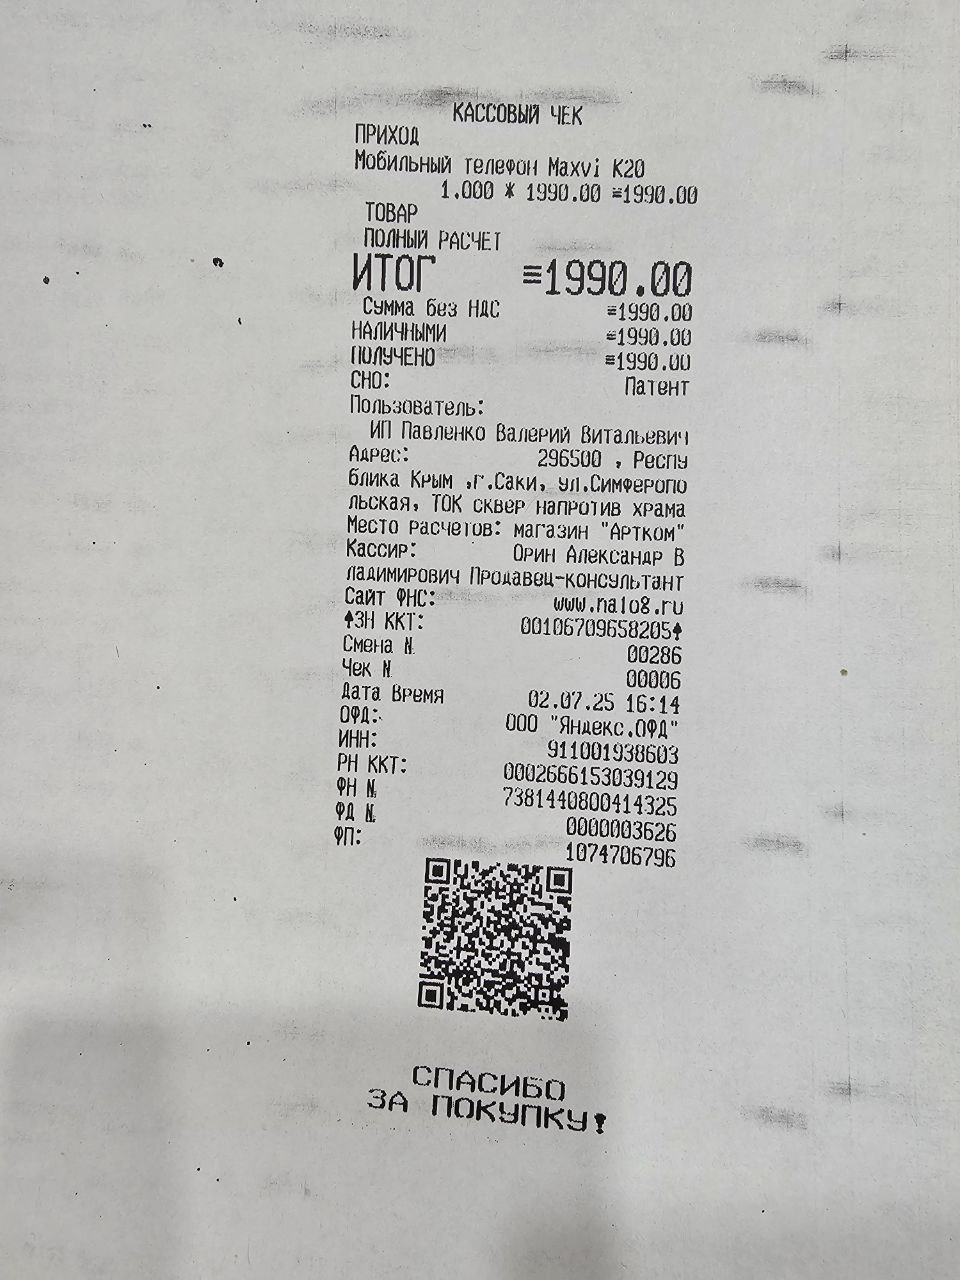 КАССОВЫЙ ЧЕК
ПРИХОД
Мобильный телефон Maxvi K20
1.000 * 1990.00 ≡1990.00
ТОВАР
ПОЛНЫЙ РАСЧЕТ
ИТОГ ≡1990.00
Сумма без НДС ≡1990.00
НАЛИЧНЫМИ ≡1990.00
ПОЛУЧЕНО ≡1990.00
СНО: Патент
Пользователь:
ИП Павленко Валерий Витальевич
Адрес: 296500 , Респу
блика Крым ,г.Саки, ул.Симферопо
льская, ТОК сквер напротив храма
Место расчетов: магазин "Артком"
Кассир: Орин Александр В
ладимирович Продавец-консультант
Сайт ФНС: www.nalog.ru
↑ЗН ККТ: 00106709658205↑
Смена № 00286
Чек № 00006
Дата Время 02.07.25 16:14
ОФД: ООО "Яндекс.ОФД"
ИНН: 911001938603
РН ККТ: 0002666153039129
ФН № 7381440800414325
ФД № 0000003626
ФП: 1074706796
СПАСИБО
ЗА ПОКУПКУ!